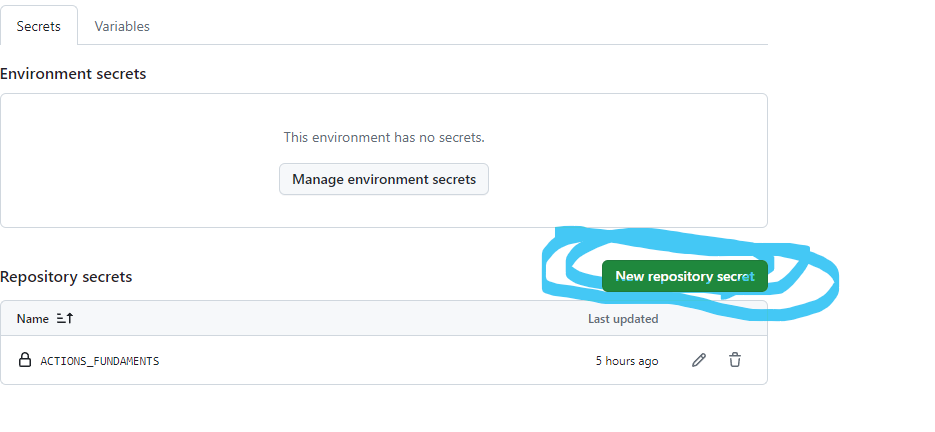 Secrets Variables
Environment secrets
This environment has no secrets.
Manage environment secrets
Repository secrets New repository secret
Name Last updated
ACTIONS_FUNDAMENTS 5 hours ago